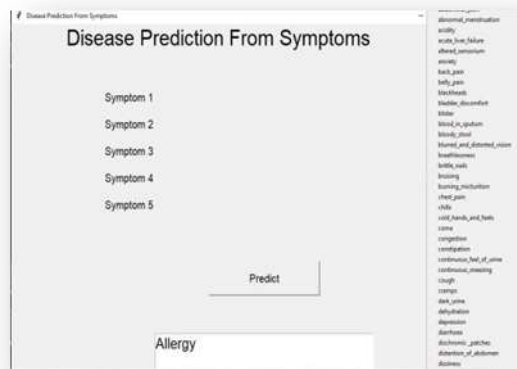 Disease Prediction From Symptoms
Disease Prediction From Symptoms
Symptom 1
Symptom 2
Symptom 3
Symptom 4
Symptom 5
Predict
Allergy
abnormal_menstruation
acidity
acute_liver_failure
altered_sensorium
anxiety
back_pain
belly_pain
blackheads
bladder_discomfort
blister
blood_in_sputum
bloody_stool
blurred_and_distorted_vision
breathlessness
brittle_nails
bruising
burning_micturition
chest_pain
chills
cold_hands_and_feets
coma
congestion
constipation
continuous_feel_of_urine
continuous_sneezing
cough
cramps
dark_urine
dehydration
depression
diarrhoea
dischromic _patches
distention_of_abdomen
dizziness